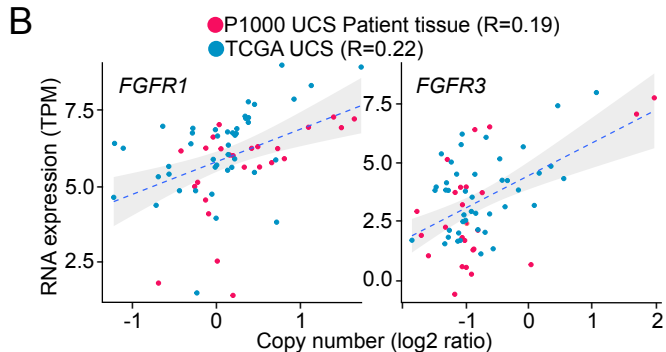 B
P1000 UCS Patient tissue (R=0.19)
TCGA UCS (R=0.22)
RNA expression (TPM)
FGFR1
7.5
5.0
2.5
-1
0
1
FGFR3
7.5
5.0
2.5
0.0
-1
0
1
2
Copy number (log2 ratio)